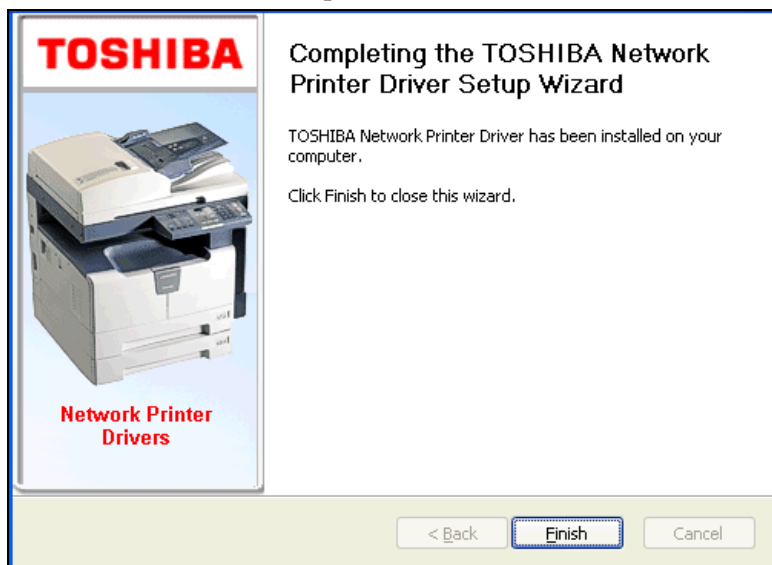 TOSHIBA
Network Printer
Drivers
Completing the TOSHIBA Network
Printer Driver Setup Wizard
TOSHIBA Network Printer Driver has been installed on your
computer.
Click Finish to close this wizard.
< Back
Finish
Cancel